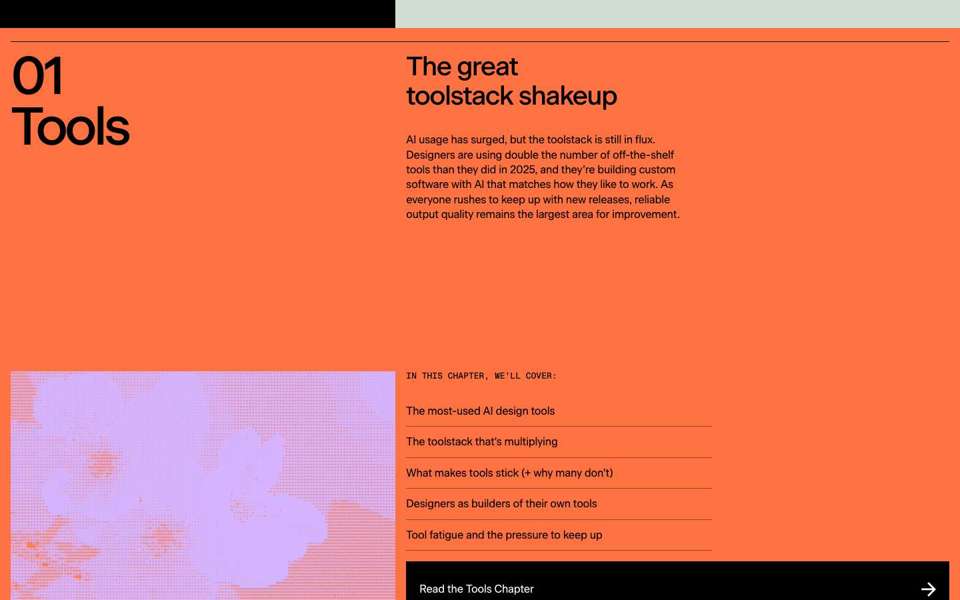 01
Tools
The great
toolstack shakeup
AI usage has surged, but the toolstack is still in flux.
Designers are using double the number of off-the-shelf
tools than they did in 2025, and they're building custom
software with AI that matches how they like to work. As
everyone rushes to keep up with new releases, reliable
output quality remains the largest area for improvement.
IN THIS CHAPTER, WE'LL COVER:
The most-used AI design tools
The toolstack that's multiplying
What makes tools stick (+ why many don't)
Designers as builders of their own tools
Tool fatigue and the pressure to keep up
Read the Tools Chapter